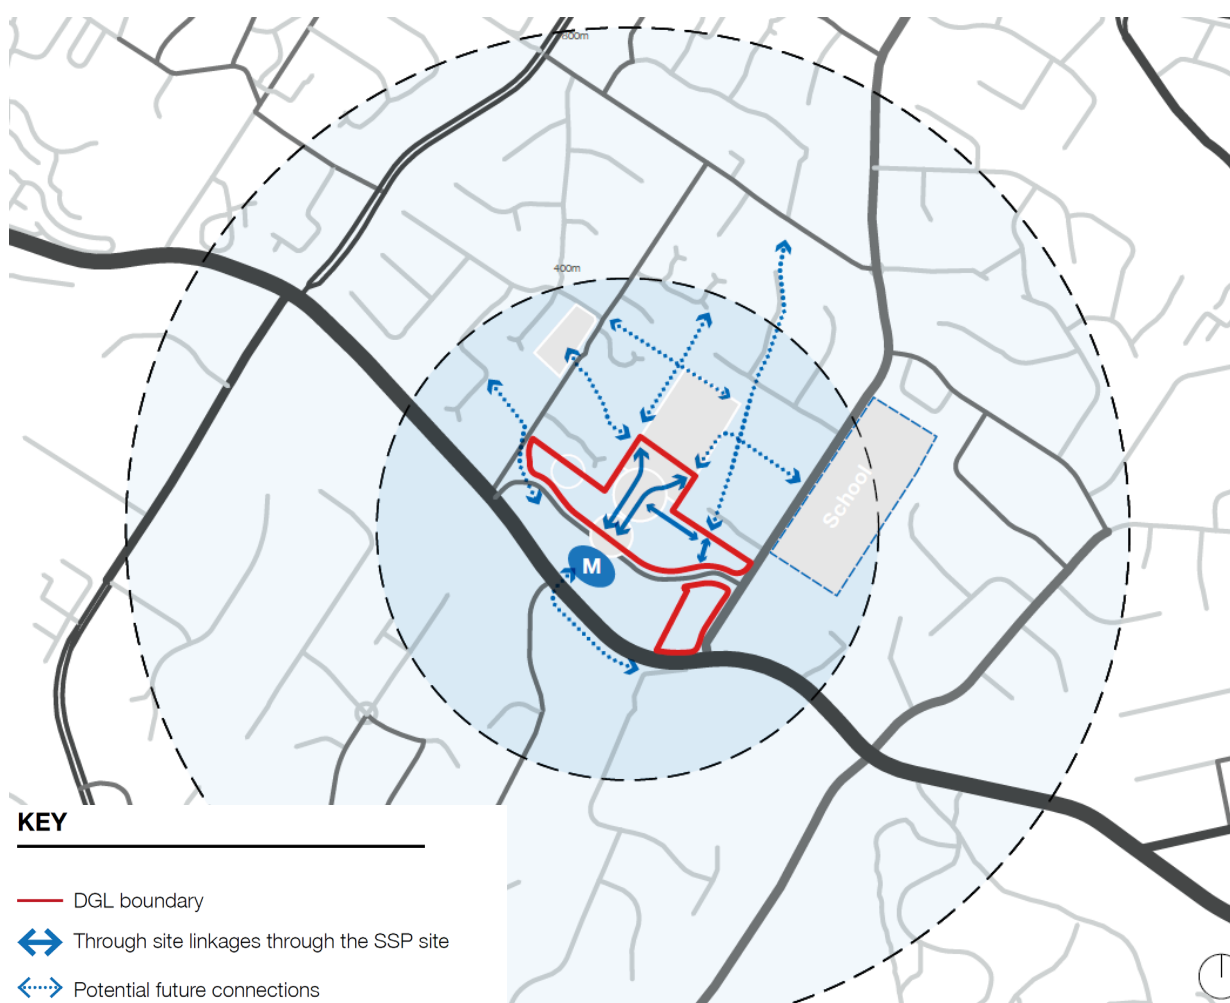 800m
400m
School
M
KEY
DGL boundary
Through site linkages through the SSP site
Potential future connections